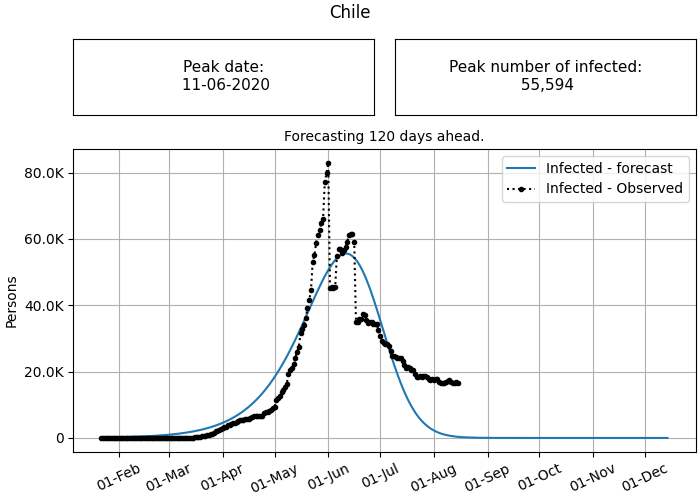 Chile
Peak date:
11-06-2020
Peak number of infected:
55,594
Forecasting 120 days ahead.
Infected - forecast
Infected - Observed
80.0K
60.0K
40.0K
20.0K
0
Persons
01-Feb
01-Mar
01-Apr
01-May
01-Jun
01-Jul
01-Aug
01-Sep
01-Oct
01-Nov
01-Dec